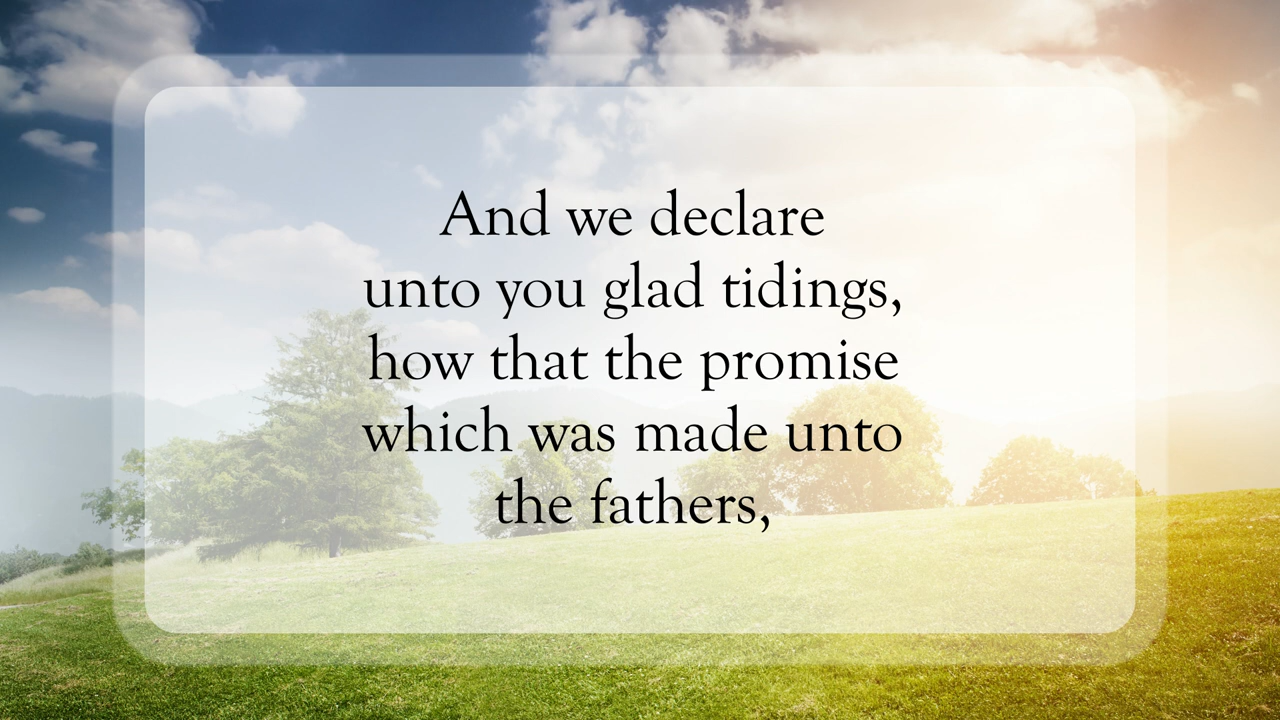 And we declare
unto you glad tidings,
how that the promise
which was made unto
the fathers,